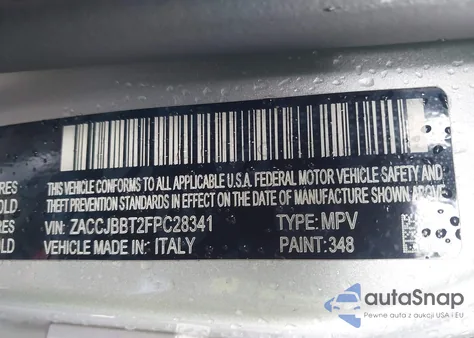 THIS VEHICLE CONFORMS TO ALL APPLICABLE U.S.A. FEDERAL MOTOR VEHICLE SAFETY AND
THEFT PREVENTION STANDARDS IN EFFECT ON THE DATE OF MANUFACTURE SHOWN ABOVE.
VIN: ZACCJBBT2FPC28341 TYPE: MPV
VEHICLE MADE IN: ITALY PAINT: 348
RES
OLD
RES
OLD
autoSnap
Pewne auta z aukcji USA i EU